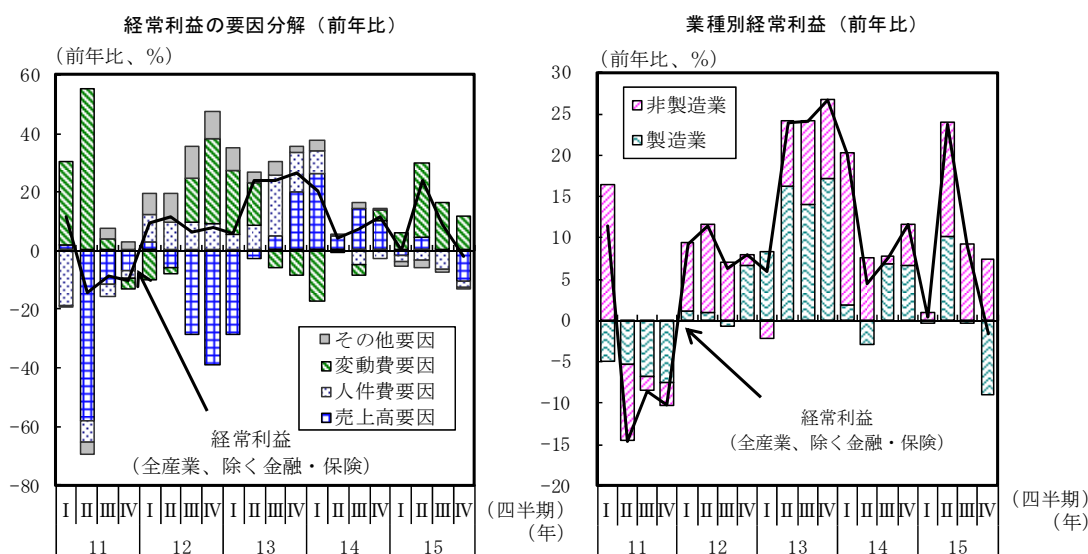 経常利益の要因分解（前年比）
（前年比、％）
60
40
20
0
−20
−40
−60
−80
その他要因
変動費要因
人件費要因
売上高要因
経常利益
（全産業、除く金融・保険）
Ⅰ Ⅱ Ⅲ Ⅳ Ⅰ Ⅱ Ⅲ Ⅳ Ⅰ Ⅱ Ⅲ Ⅳ Ⅰ Ⅱ Ⅲ Ⅳ Ⅰ Ⅱ Ⅲ Ⅳ （四半期）
11 12 13 14 15 （年）
業種別経常利益（前年比）
（前年比、％）
30
25
20
15
10
5
0
−5
−10
−15
−20
非製造業
製造業
経常利益
（全産業、除く金融・保険）
Ⅰ Ⅱ Ⅲ Ⅳ Ⅰ Ⅱ Ⅲ Ⅳ Ⅰ Ⅱ Ⅲ Ⅳ Ⅰ Ⅱ Ⅲ Ⅳ Ⅰ Ⅱ Ⅲ Ⅳ （四半期）
11 12 13 14 15 （年）